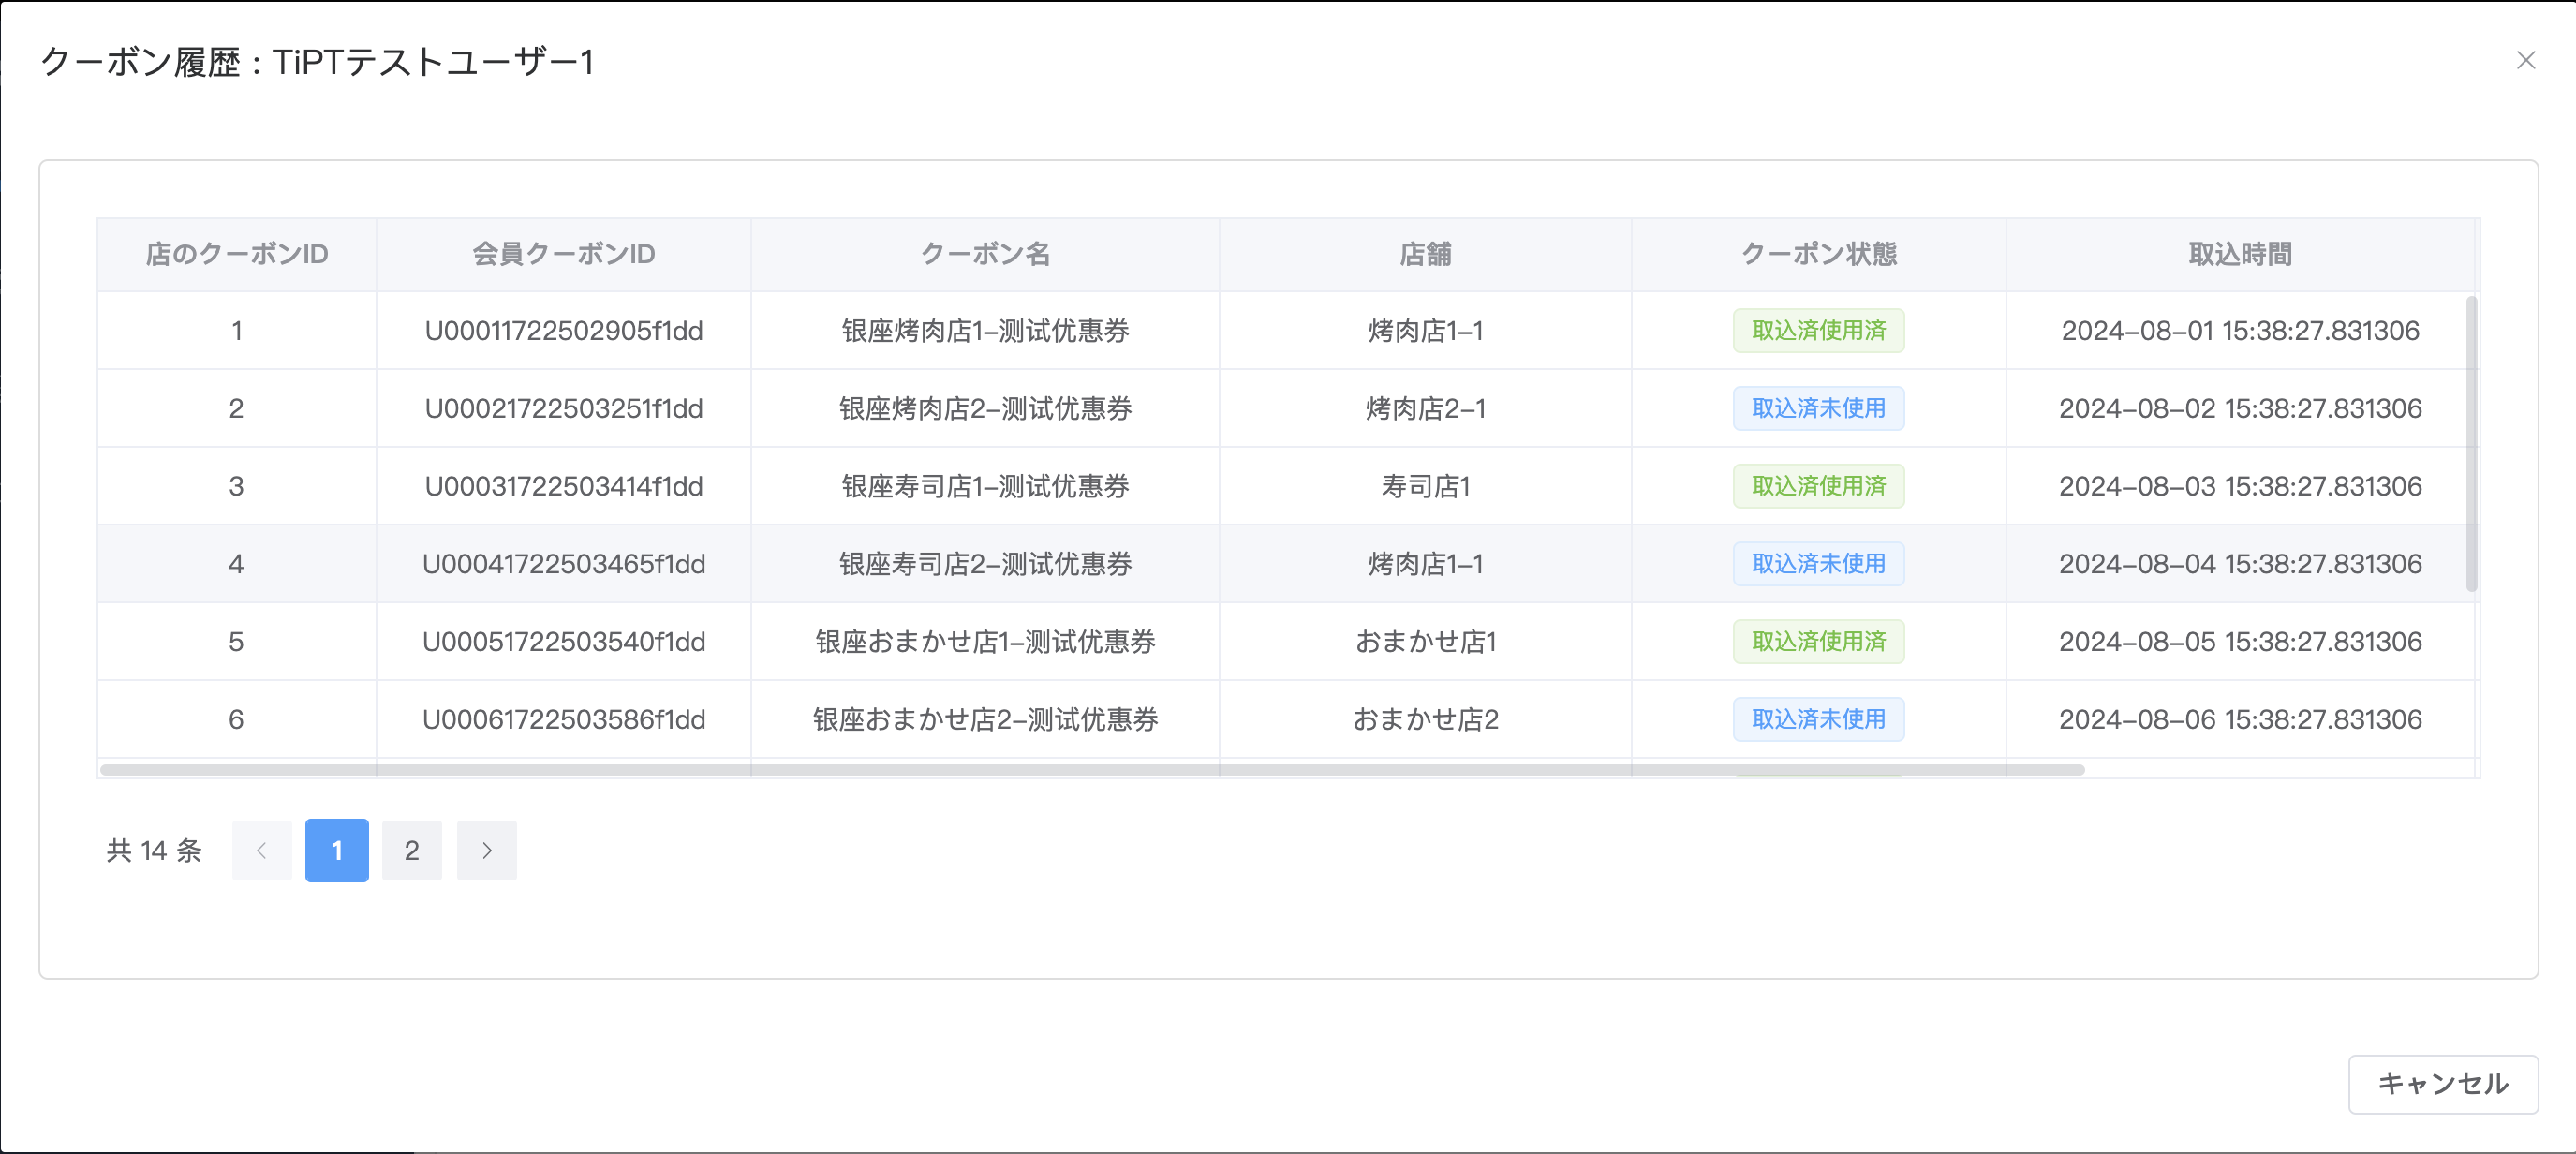 クーボン履歴 : TiPTテストユーザー1
店のクーボンID 会員クーボンID クーボン名 店舗 クーポン状態 取込時間
1 U00011722502905f1dd 银座烤肉店1-测试优惠券 烤肉店1-1 取込済使用済 2024-08-01 15:38:27.831306
2 U00021722503251f1dd 银座烤肉店2-测试优惠券 烤肉店2-1 取込済未使用 2024-08-02 15:38:27.831306
3 U00031722503414f1dd 银座寿司店1-测试优惠券 寿司店1 取込済使用済 2024-08-03 15:38:27.831306
4 U00041722503465f1dd 银座寿司店2-测试优惠券 烤肉店1-1 取込済未使用 2024-08-04 15:38:27.831306
5 U00051722503540f1dd 银座おまかせ店1-测试优惠券 おまかせ店1 取込済使用済 2024-08-05 15:38:27.831306
6 U00061722503586f1dd 银座おまかせ店2-测试优惠券 おまかせ店2 取込済未使用 2024-08-06 15:38:27.831306
共 14 条 1 2
キャンセル